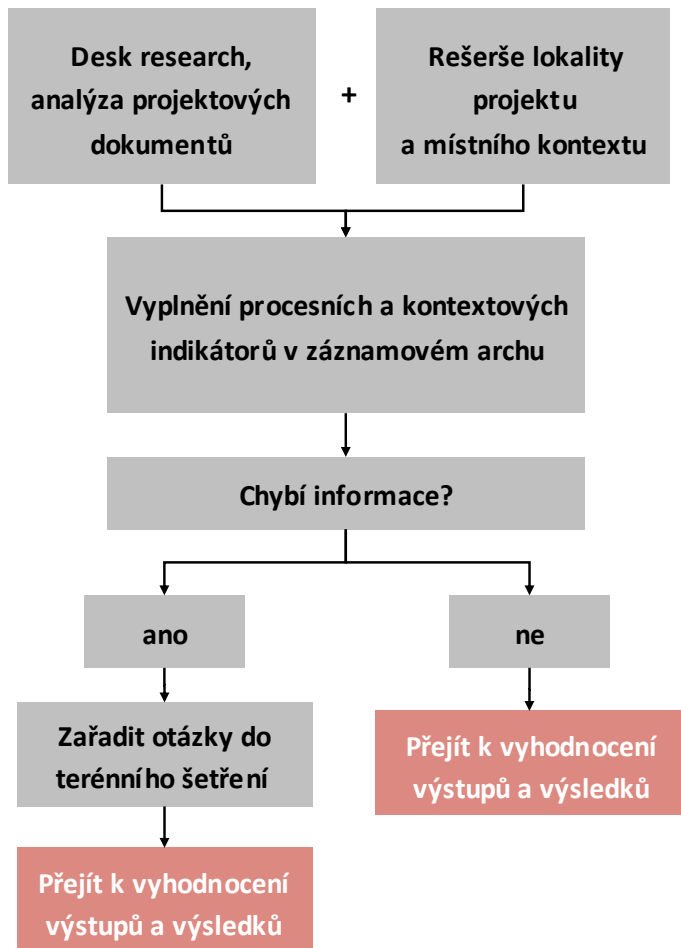 Desk research,
analýza projektových
dokumentů
+
Rešerše lokality
projektu
a místního kontextu
Vyplnění procesních a kontextových
indikátorů v záznamovém archu
Chybí informace?
ano
ne
Zařadit otázky do
terénního šetření
Přejít k vyhodnocení
výstupů a výsledků
Přejít k vyhodnocení
výstupů a výsledků